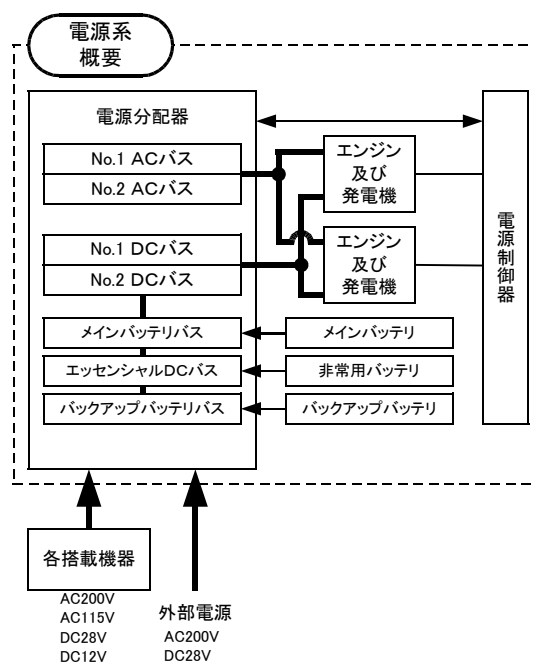 電源系
概要
電源分配器
No.1 ACバス
No.2 ACバス
No.1 DCバス
No.2 DCバス
メインバッテリバス
エッセンシャルDCバス
バックアップバッテリバス
エンジン
及び
発電機
エンジン
及び
発電機
メインバッテリ
非常用バッテリ
バックアップバッテリ
電源制御器
各搭載機器
AC200V
AC115V
DC28V
DC12V
外部電源
AC200V
DC28V